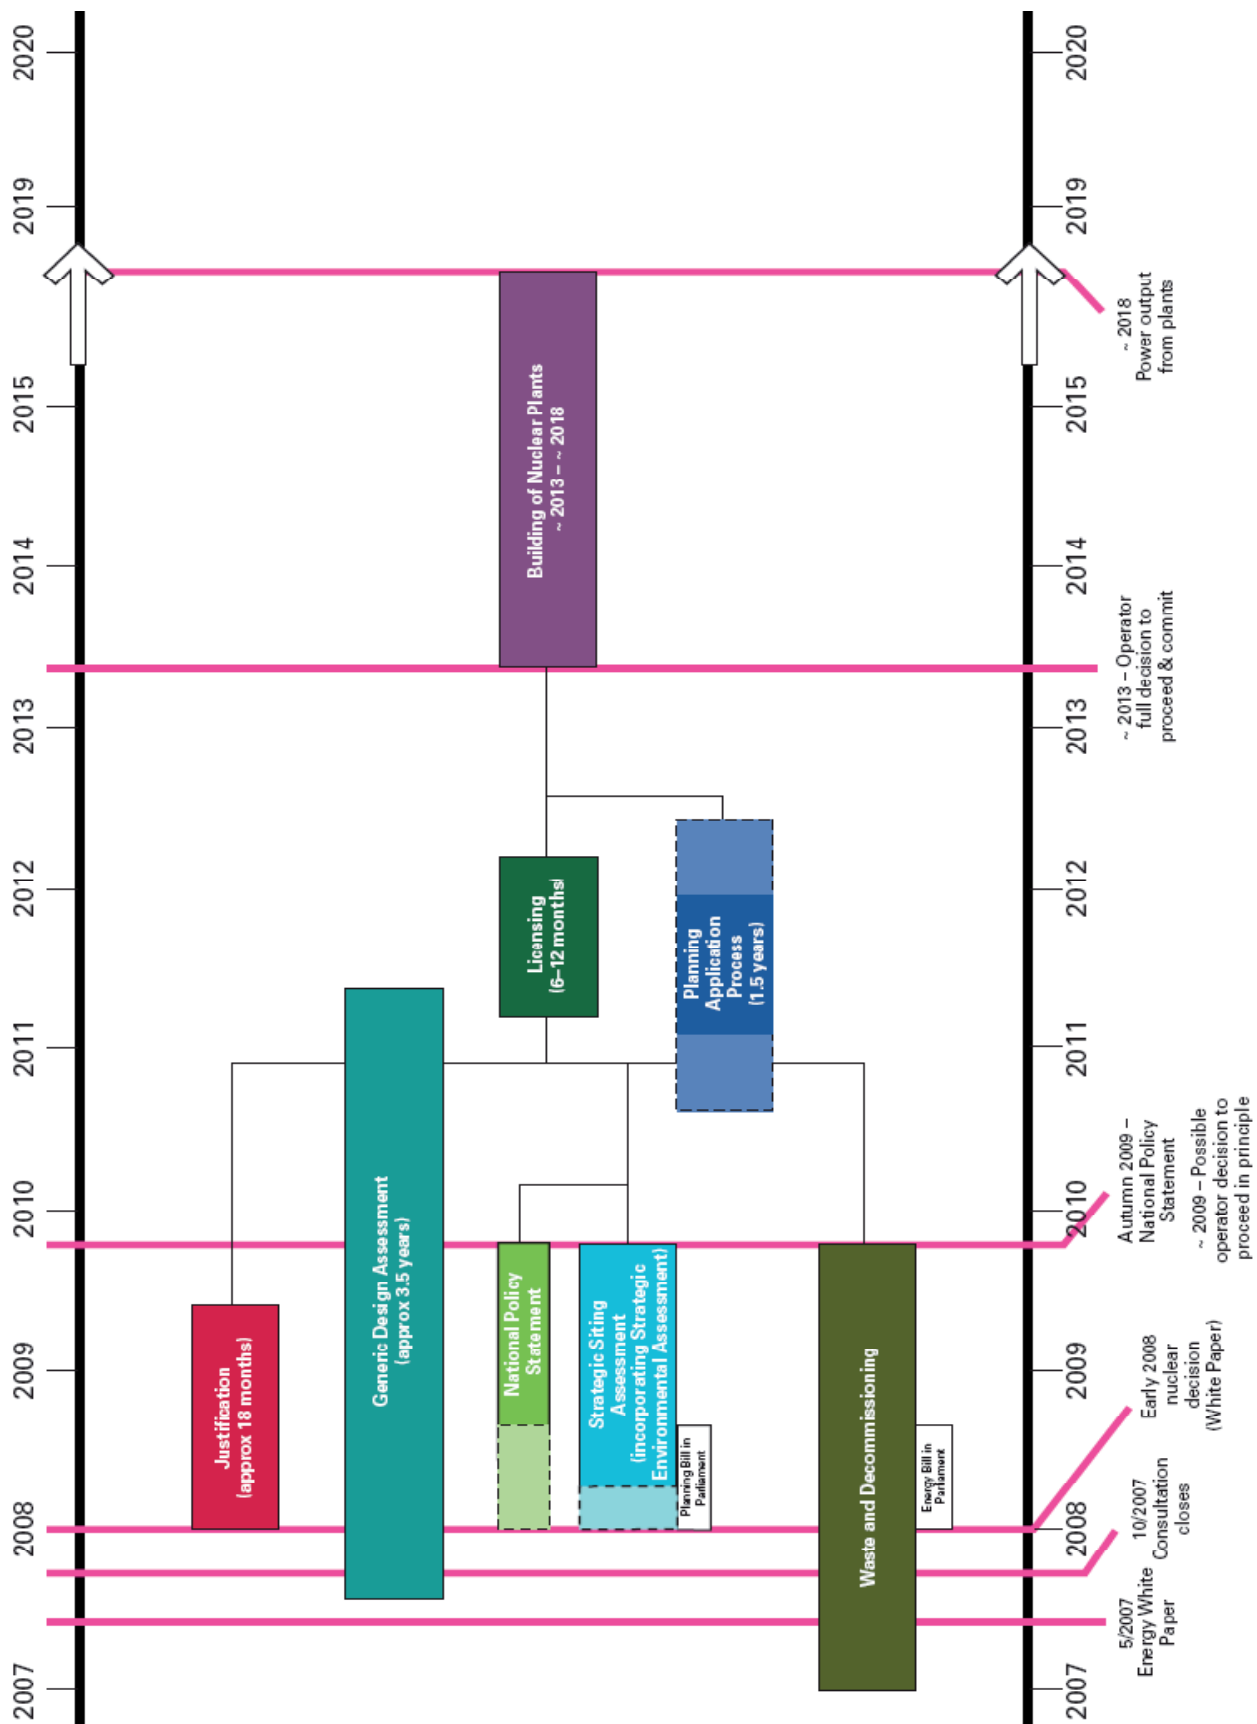 2007
2008
2009
2010
2011
2012
2013
2014
2015
2019
2020
Justification
(approx 18 months)
Generic Design Assessment
(approx 3.5 years)
National Policy
Statement
Licensing
(6–12 months)
Building of Nuclear Plants
~ 2013 – ~ 2018
Strategic Siting
Assessment
(incorporating Strategic
Environmental Assessment)
Planning Bill in
Parliament
Planning
Application
Process
(1.5 years)
Waste and Decommissioning
Energy Bill in
Parliament
2007
2008
2009
2010
2011
2012
2013
2014
2015
2019
2020
5/2007
Energy White
Paper
10/2007
Consultation
closes
Early 2008
nuclear
decision
(White Paper)
Autumn 2009 –
National Policy
Statement
~ 2009 – Possible
operator decision to
proceed in principle
~ 2013 – Operator
full decision to
proceed & commit
~ 2018
Power output
from plants